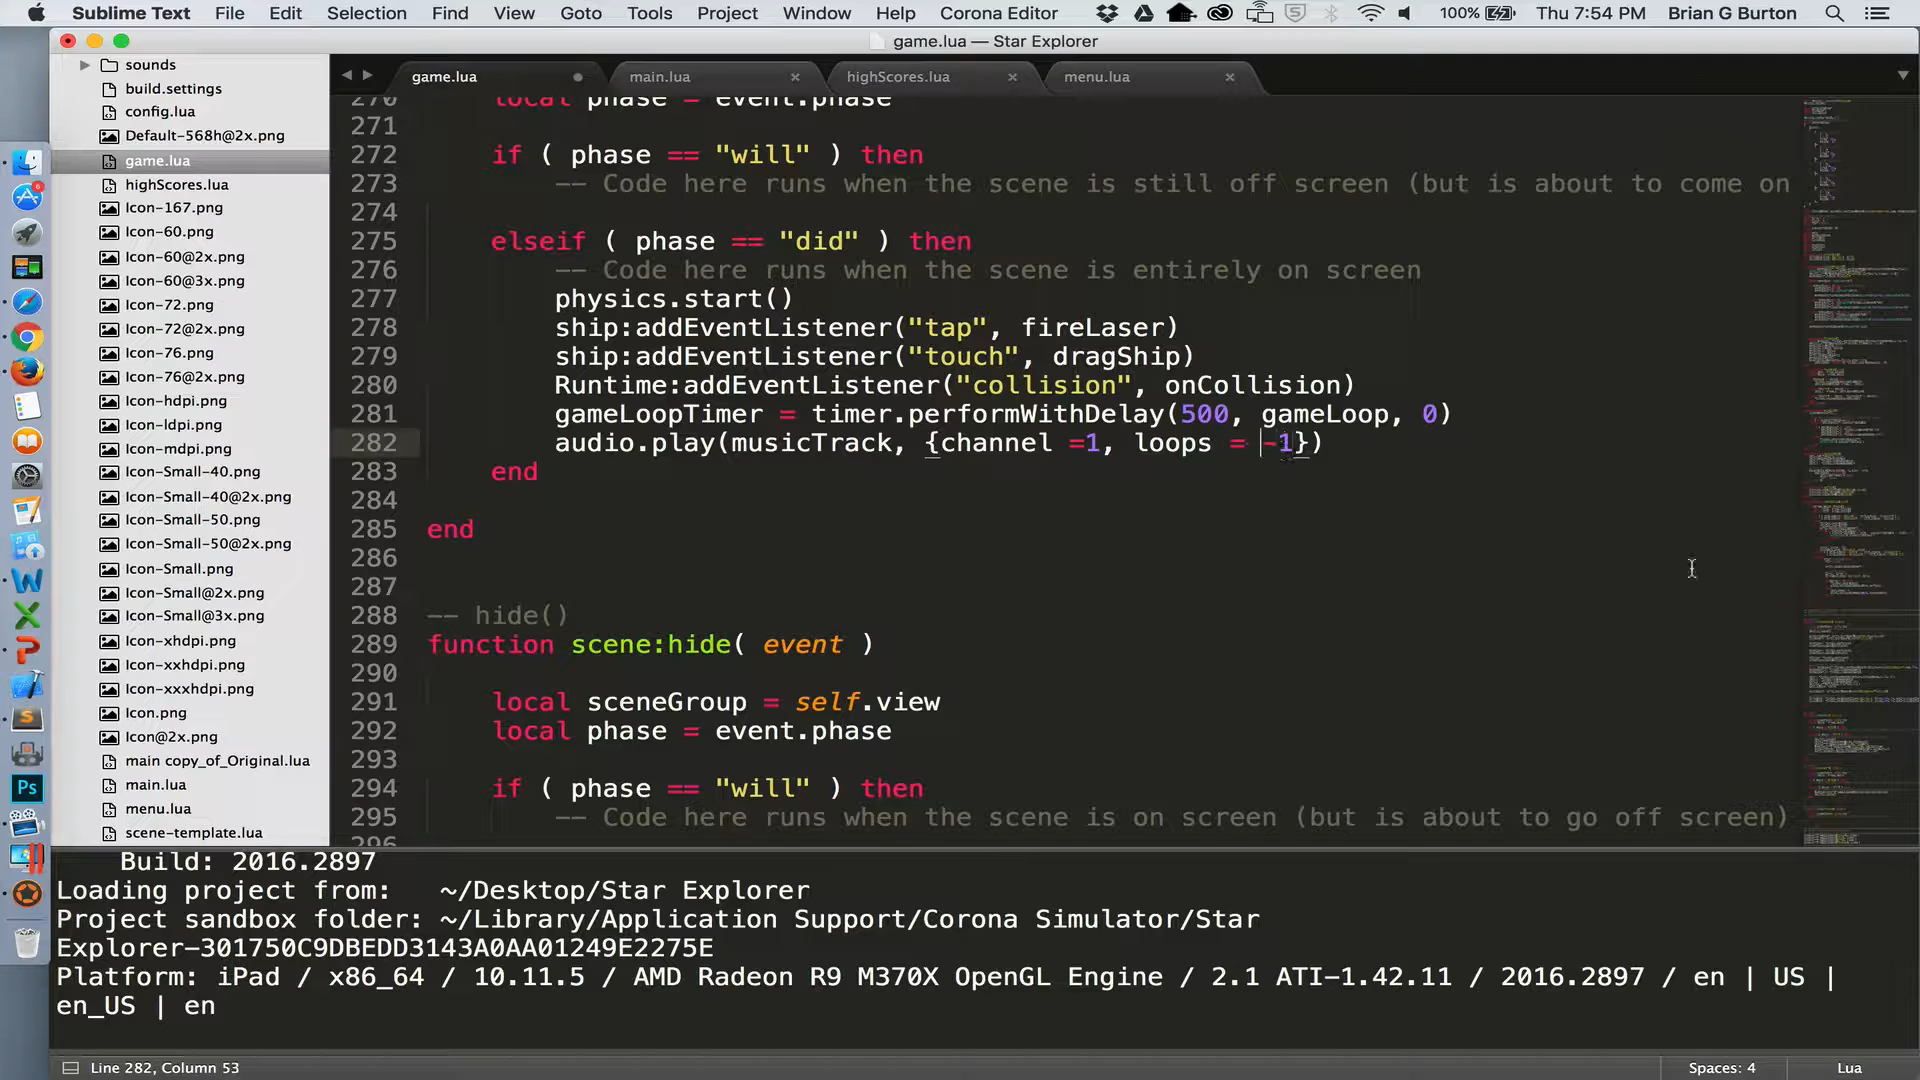 Sublime Text File Edit Selection Find View Goto Tools Project Window Help Corona Editor 100% Thu 7:54 PM Brian G Burton
game.lua — Star Explorer
sounds
build.settings
config.lua
Default-568h@2x.png
game.lua
highScores.lua
Icon-167.png
Icon-60.png
Icon-60@2x.png
Icon-60@3x.png
Icon-72.png
Icon-72@2x.png
Icon-76.png
Icon-76@2x.png
Icon-hdpi.png
Icon-ldpi.png
Icon-mdpi.png
Icon-Small-40.png
Icon-Small-40@2x.png
Icon-Small-50.png
Icon-Small-50@2x.png
Icon-Small.png
Icon-Small@2x.png
Icon-Small@3x.png
Icon-xhdpi.png
Icon-xxhdpi.png
Icon-xxxhdpi.png
Icon.png
Icon@2x.png
main copy_of_Original.lua
main.lua
menu.lua
scene-template.lua
game.lua main.lua highScores.lua menu.lua
270 local phase = event.phase
271
272 if ( phase == "will" ) then
273 -- Code here runs when the scene is still off screen (but is about to come on
274
275 elseif ( phase == "did" ) then
276 -- Code here runs when the scene is entirely on screen
277 physics.start()
278 ship:addEventListener("tap", fireLaser)
279 ship:addEventListener("touch", dragShip)
280 Runtime:addEventListener("collision", onCollision)
281 gameLoopTimer = timer.performWithDelay(500, gameLoop, 0)
282 audio.play(musicTrack, {channel =1, loops = -1})
283 end
284
285 end
286
287
288 -- hide()
289 function scene:hide( event )
290
291 local sceneGroup = self.view
292 local phase = event.phase
293
294 if ( phase == "will" ) then
295 -- Code here runs when the scene is on screen (but is about to go off screen)
296
Build: 2016.2897
Loading project from: ~/Desktop/Star Explorer
Project sandbox folder: ~/Library/Application Support/Corona Simulator/Star
Explorer-301750C9DBEDD3143A0AA01249E2275E
Platform: iPad / x86_64 / 10.11.5 / AMD Radeon R9 M370X OpenGL Engine / 2.1 ATI-1.42.11 / 2016.2897 / en | US |
en_US | en
Line 282, Column 53 Spaces: 4 Lua